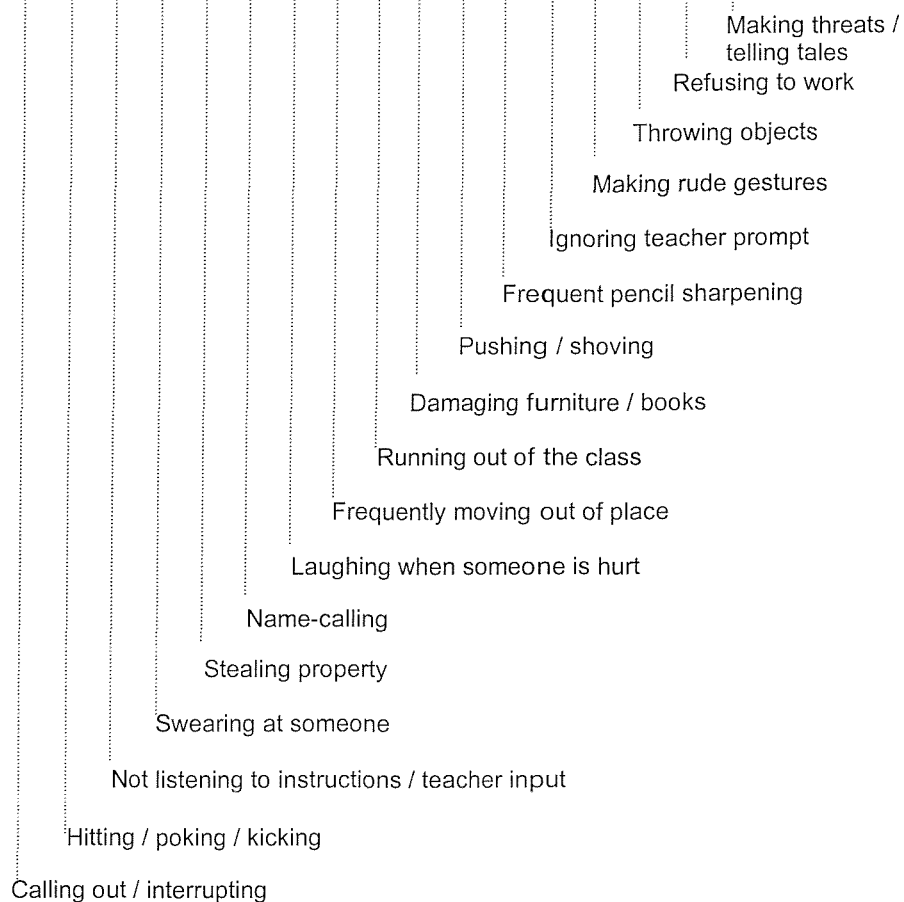 Making threats /
telling tales
Refusing to work
Throwing objects
Making rude gestures
Ignoring teacher prompt
Frequent pencil sharpening
Pushing / shoving
Damaging furniture / books
Running out of the class
Frequently moving out of place
Laughing when someone is hurt
Name-calling
Stealing property
Swearing at someone
Not listening to instructions / teacher input
Hitting / poking / kicking
Calling out / interrupting